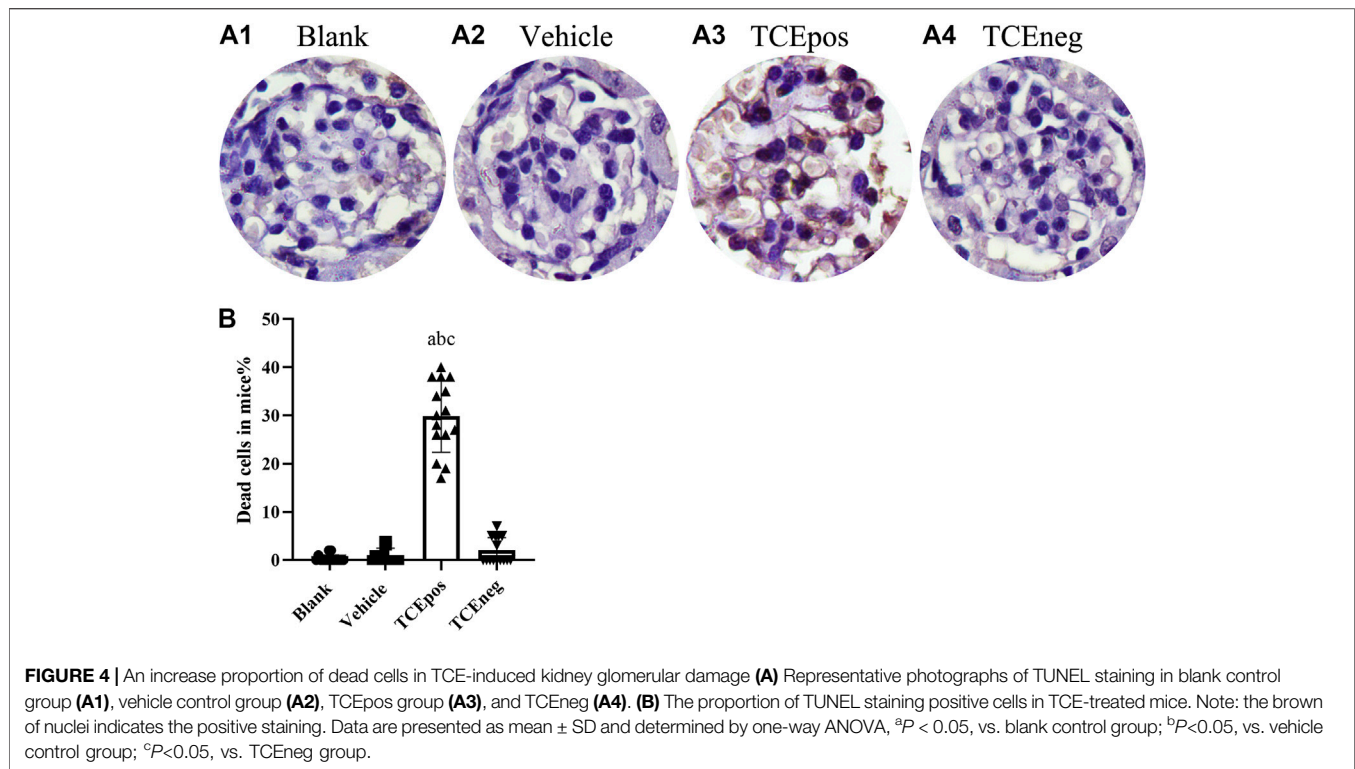 A1 Blank A2 Vehicle A3 TCEpos A4 TCEneg
B
Dead cells in mice%
50
40
30
20
10
0
abc
Blank
Vehicle
TCEpos
TCEneg
FIGURE 4 | An increase proportion of dead cells in TCE-induced kidney glomerular damage (A) Representative photographs of TUNEL staining in blank control
group (A1), vehicle control group (A2), TCEpos group (A3), and TCEneg (A4). (B) The proportion of TUNEL staining positive cells in TCE-treated mice. Note: the brown
of nuclei indicates the positive staining. Data are presented as mean ± SD and determined by one-way ANOVA, ᵃP < 0.05, vs. blank control group; ᵇP<0.05, vs. vehicle
control group; ᶜP<0.05, vs. TCEneg group.